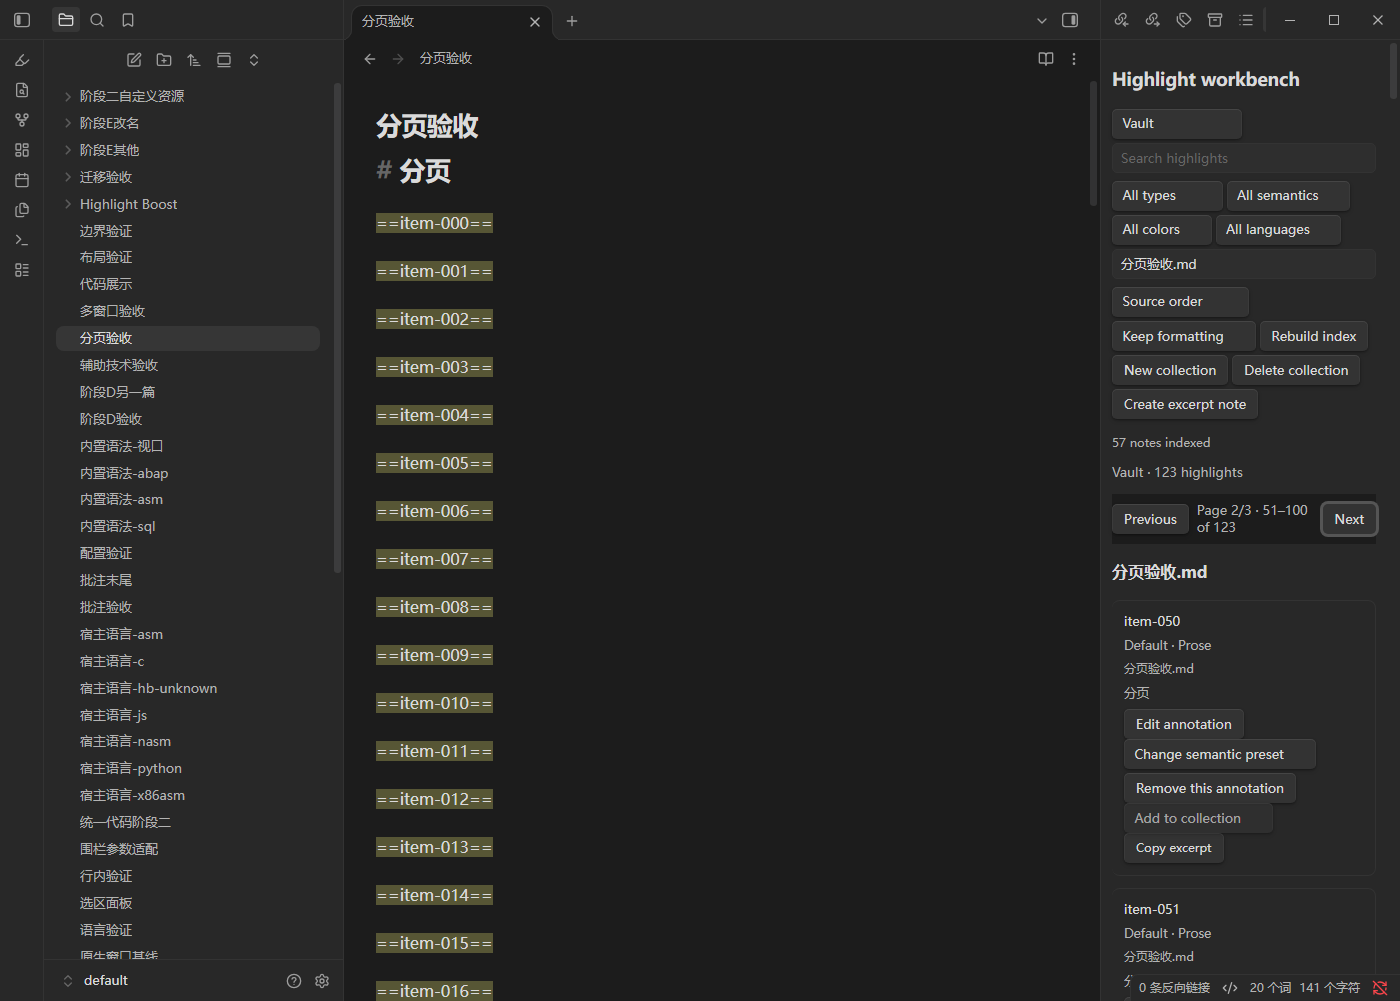 分页验收
阶段二自定义资源
阶段E改名
阶段E其他
迁移验收
Highlight Boost
边界验证
布局验证
代码展示
多窗口验收
分页验收
辅助技术验收
阶段D另一篇
阶段D验收
内置语法-视口
内置语法-abap
内置语法-asm
内置语法-sql
配置验证
批注末尾
批注验收
宿主语言-asm
宿主语言-c
宿主语言-hb-unknown
宿主语言-js
宿主语言-nasm
宿主语言-python
宿主语言-x86asm
统一代码阶段二
围栏参数适配
行内验证
选区面板
语言验证
原生窗口基线
default
分页验收
分页验收
# 分页
==item-000==
==item-001==
==item-002==
==item-003==
==item-004==
==item-005==
==item-006==
==item-007==
==item-008==
==item-009==
==item-010==
==item-011==
==item-012==
==item-013==
==item-014==
==item-015==
==item-016==
Highlight workbench
Vault
Search highlights
All types
All semantics
All colors
All languages
分页验收.md
Source order
Keep formatting
Rebuild index
New collection
Delete collection
Create excerpt note
57 notes indexed
Vault · 123 highlights
Previous
Page 2/3 · 51–100
of 123
Next
分页验收.md
item-050
Default · Prose
分页验收.md
分页
Edit annotation
Change semantic preset
Remove this annotation
Add to collection
Copy excerpt
item-051
Default · Prose
分页验收.md
0 条反向链接
20 个词
141 个字符